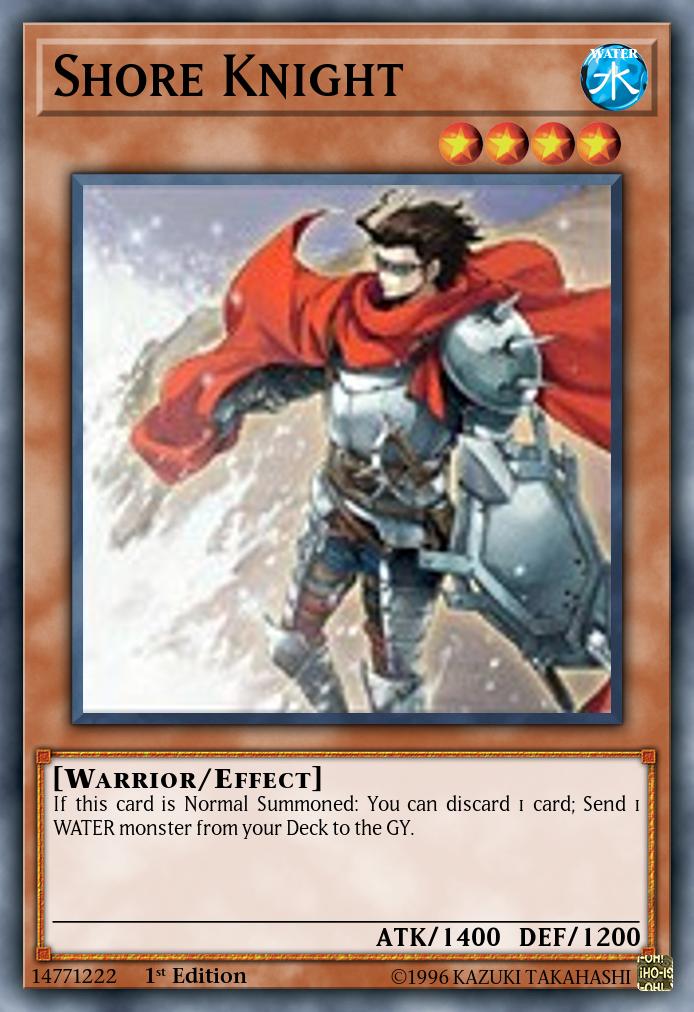 SHORE KNIGHT
WATER
水
[WARRIOR/EFFECT]
If this card is Normal Summoned: You can discard 1 card; Send 1
WATER monster from your Deck to the GY.
ATK/1400 DEF/1200
14771222 1st Edition ©1996 KAZUKI TAKAHASHI